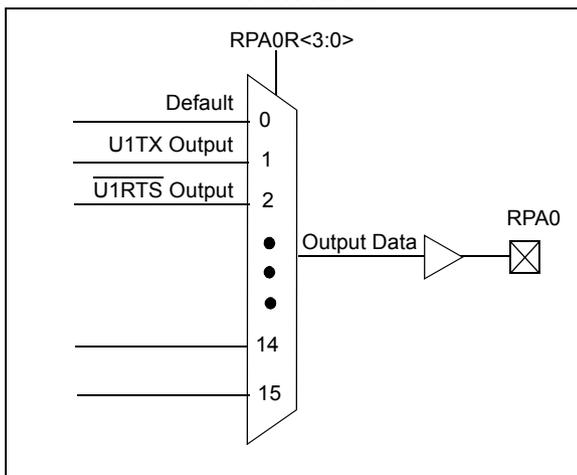 RPA0R<3:0>
Default
0
U1TX Output
1
U1RTS Output
2
Output Data
RPA0
14
15